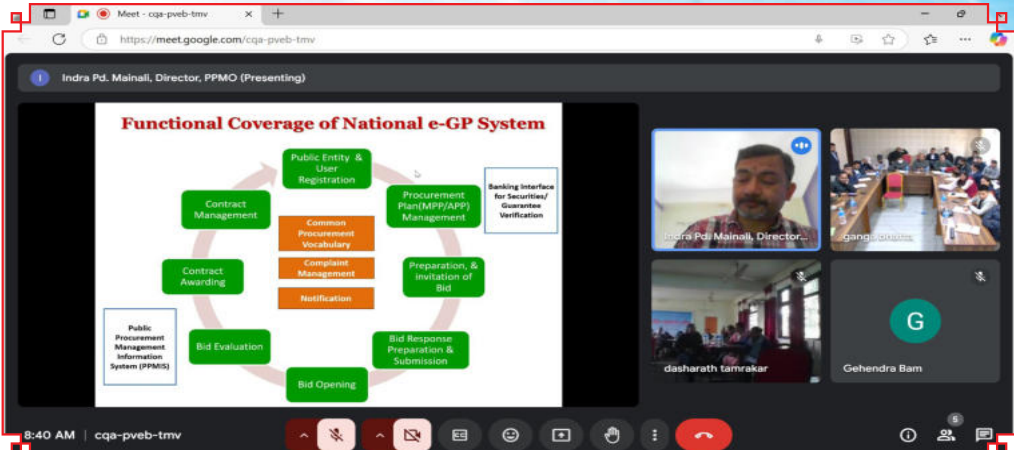 Meet - cqa-pveb-tmv
https://meet.google.com/cqa-pveb-tmv
Indra Pd. Mainali, Director, PPMO (Presenting)
Functional Coverage of National e-GP System
Public Entity &
User
Registration
Procurement
Plan(MPP/APP)
Management
Banking Interface
for Securities/
Guarantee
Verification
Preparation, &
invitation of
Bid
Bid Response
Preparation &
Submission
Bid Opening
Bid Evaluation
Contract
Awarding
Contract
Management
Common
Procurement
Vocabulary
Complaint
Management
Notification
Public
Procurement
Management
Information
System (PPMIS)
Indra Pd. Mainali, Director...
ganga
dasharath tamrakar
G
Gehendra Bam
8:40 AM | cqa-pveb-tmv
CC
5